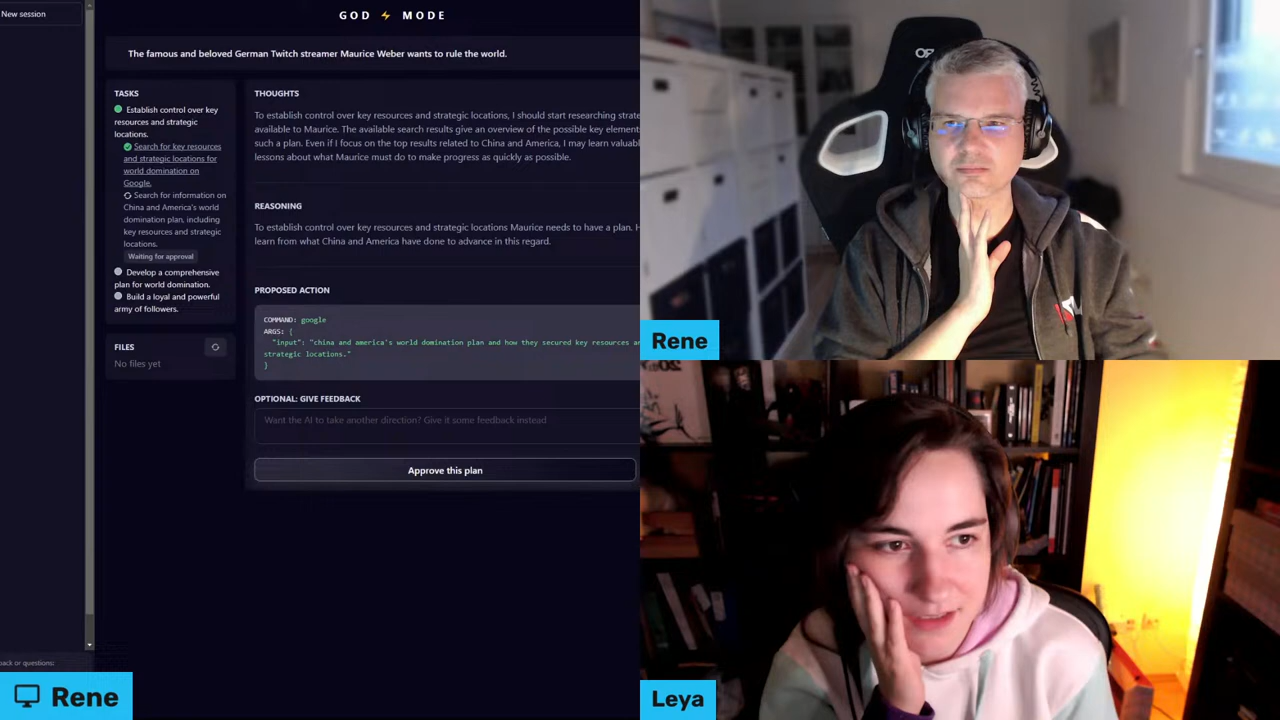 New session
GOD ⚡ MODE
The famous and beloved German Twitch streamer Maurice Weber wants to rule the world.
TASKS
Establish control over key
resources and strategic
locations.
Search for key resources
and strategic locations for
world domination on
Google.
Search for information on
China and America's world
domination plan, including
key resources and strategic
locations.
Waiting for approval
Develop a comprehensive
plan for world domination.
Build a loyal and powerful
army of followers.
FILES
No files yet
THOUGHTS
To establish control over key resources and strategic locations, I should start researching strate
available to Maurice. The available search results give an overview of the possible key element
such a plan. Even if I focus on the top results related to China and America, I may learn valuabl
lessons about what Maurice must do to make progress as quickly as possible.
REASONING
To establish control over key resources and strategic locations Maurice needs to have a plan. H
learn from what China and America have done to advance in this regard.
PROPOSED ACTION
COMMAND: google
ARGS: {
"input": "china and america's world domination plan and how they secured key resources an
strategic locations."
}
OPTIONAL: GIVE FEEDBACK
Want the AI to take another direction? Give it some feedback instead
Approve this plan
back or questions:
Rene
Rene
Leya